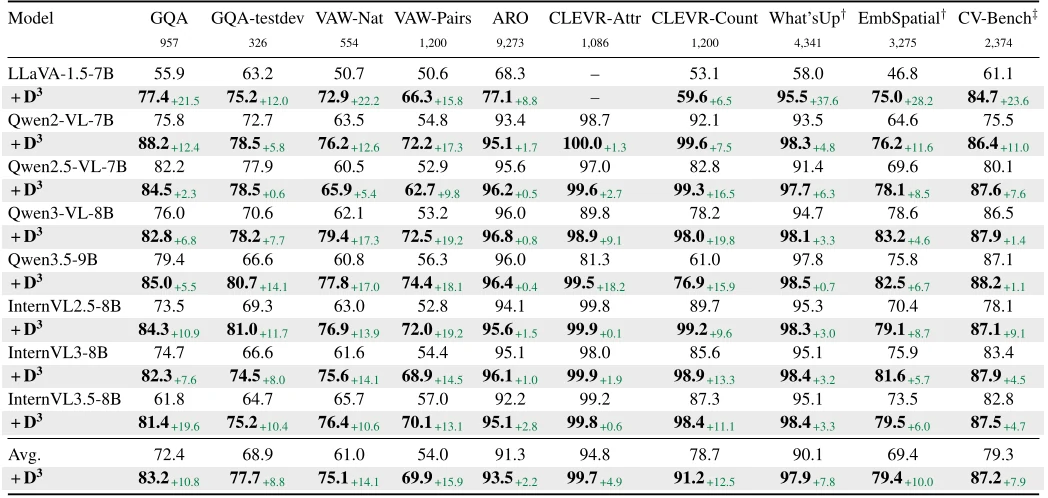 Model GQA GQA-testdev VAW-Nat VAW-Pairs ARO CLEVR-Attr CLEVR-Count What'sUp† EmbSpatial† CV-Bench‡
957 326 554 1,200 9,273 1,086 1,200 4,341 3,275 2,374
LLaVA-1.5-7B 55.9 63.2 50.7 50.6 68.3 – 53.1 58.0 46.8 61.1
+ D³ 77.4 +21.5 75.2 +12.0 72.9 +22.2 66.3 +15.8 77.1 +8.8 – 59.6 +6.5 95.5 +37.6 75.0 +28.2 84.7 +23.6
Qwen2-VL-7B 75.8 72.7 63.5 54.8 93.4 98.7 92.1 93.5 64.6 75.5
+ D³ 88.2 +12.4 78.5 +5.8 76.2 +12.6 72.2 +17.3 95.1 +1.7 100.0 +1.3 99.6 +7.5 98.3 +4.8 76.2 +11.6 86.4 +11.0
Qwen2.5-VL-7B 82.2 77.9 60.5 52.9 95.6 97.0 82.8 91.4 69.6 80.1
+ D³ 84.5 +2.3 78.5 +0.6 65.9 +5.4 62.7 +9.8 96.2 +0.5 99.6 +2.7 99.3 +16.5 97.7 +6.3 78.1 +8.5 87.6 +7.6
Qwen3-VL-8B 76.0 70.6 62.1 53.2 96.0 89.8 78.2 94.7 78.6 86.5
+ D³ 82.8 +6.8 78.2 +7.7 79.4 +17.3 72.5 +19.2 96.8 +0.8 98.9 +9.1 98.0 +19.8 98.1 +3.3 83.2 +4.6 87.9 +1.4
Qwen3.5-9B 79.4 66.6 60.8 56.3 96.0 81.3 61.0 97.8 75.8 87.1
+ D³ 85.0 +5.5 80.7 +14.1 77.8 +17.0 74.4 +18.1 96.4 +0.4 99.5 +18.2 76.9 +15.9 98.5 +0.7 82.5 +6.7 88.2 +1.1
InternVL2.5-8B 73.5 69.3 63.0 52.8 94.1 99.8 89.7 95.3 70.4 78.1
+ D³ 84.3 +10.9 81.0 +11.7 76.9 +13.9 72.0 +19.2 95.6 +1.5 99.9 +0.1 99.2 +9.6 98.3 +3.0 79.1 +8.7 87.1 +9.1
InternVL3-8B 74.7 66.6 61.6 54.4 95.1 98.0 85.6 95.1 75.9 83.4
+ D³ 82.3 +7.6 74.5 +8.0 75.6 +14.1 68.9 +14.5 96.1 +1.0 99.9 +1.9 98.9 +13.3 98.4 +3.2 81.6 +5.7 87.9 +4.5
InternVL3.5-8B 61.8 64.7 65.7 57.0 92.2 99.2 87.3 95.1 73.5 82.8
+ D³ 81.4 +19.6 75.2 +10.4 76.4 +10.6 70.1 +13.1 95.1 +2.8 99.8 +0.6 98.4 +11.1 98.4 +3.3 79.5 +6.0 87.5 +4.7
Avg. 72.4 68.9 61.0 54.0 91.3 94.8 78.7 90.1 69.4 79.3
+ D³ 83.2 +10.8 77.7 +8.8 75.1 +14.1 69.9 +15.9 93.5 +2.2 99.7 +4.9 91.2 +12.5 97.9 +7.8 79.4 +10.0 87.2 +7.9